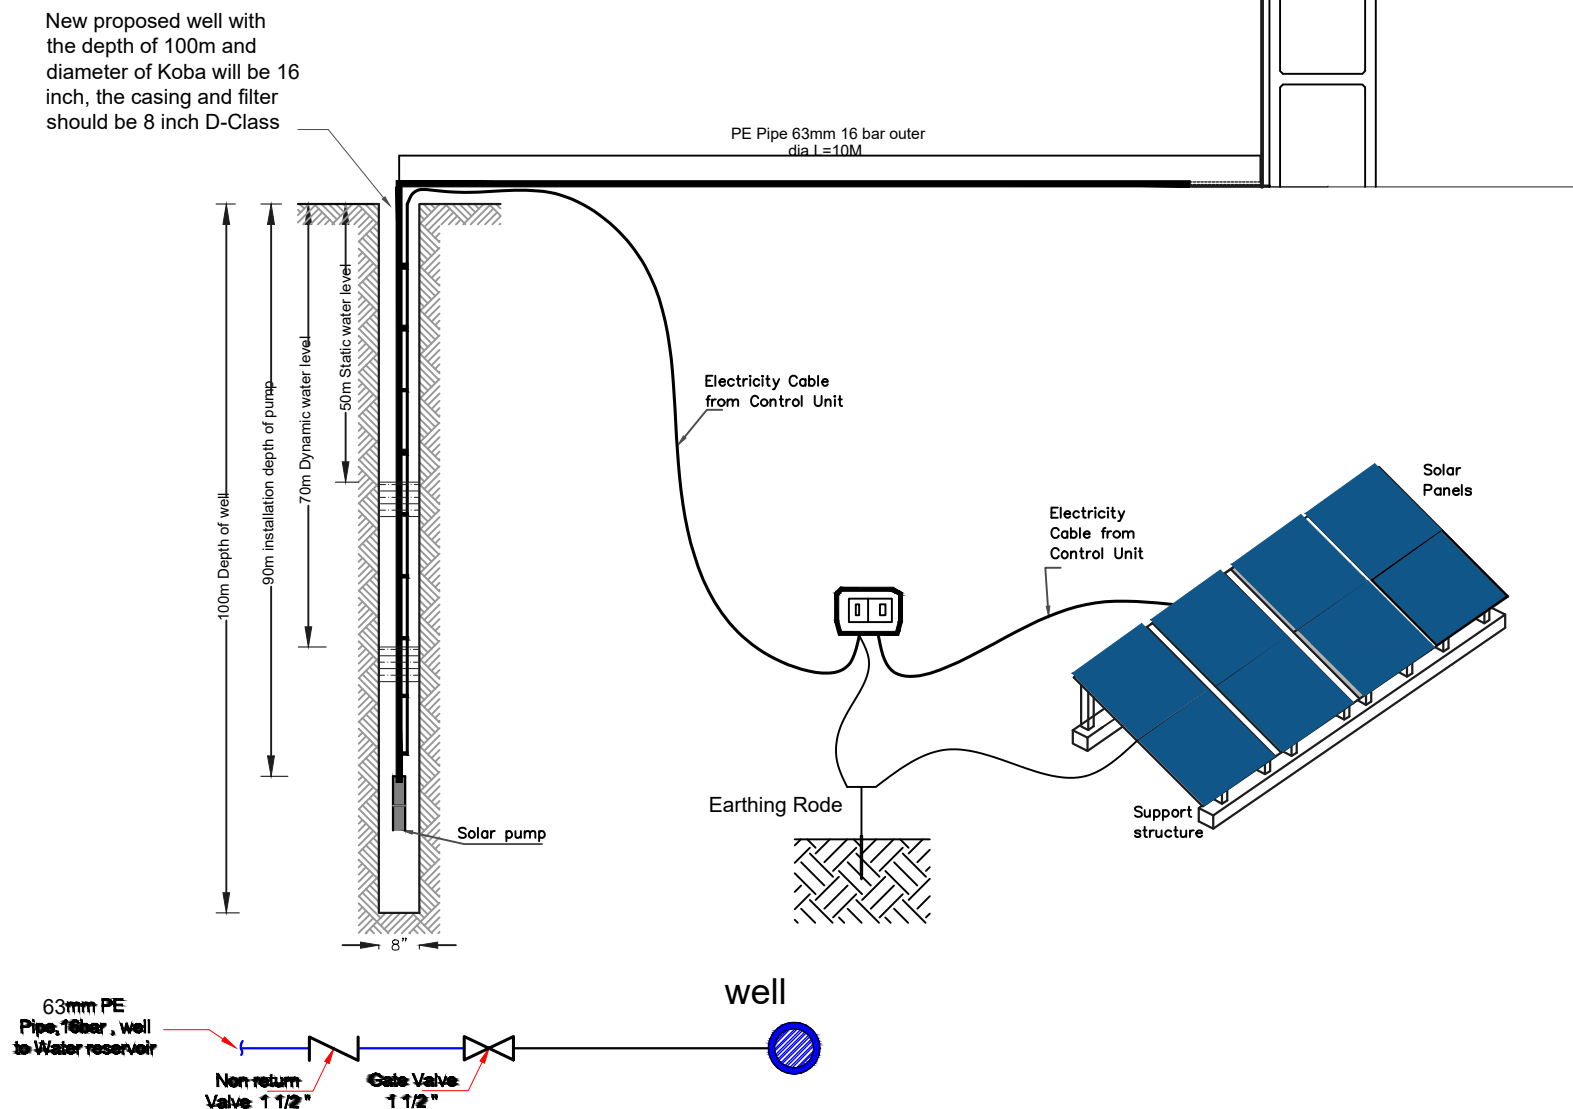 New proposed well with
the depth of 100m and
diameter of Koba will be 16
inch, the casing and filter
should be 8 inch D-Class
PE Pipe 63mm 16 bar outer
dia L=10M
50m Static water level
70m Dynamic water level
90m installation depth of pump
100m Depth of well
Electricity Cable
from Control Unit
Electricity
Cable from
Control Unit
Solar
Panels
Earthing Rode
Support
structure
Solar pump
8"
well
63mm PE
Pipe, 16bar , well
to Water reservoir
Non return
Valve 1 1/2 "
Gate Valve
1 1/2 "